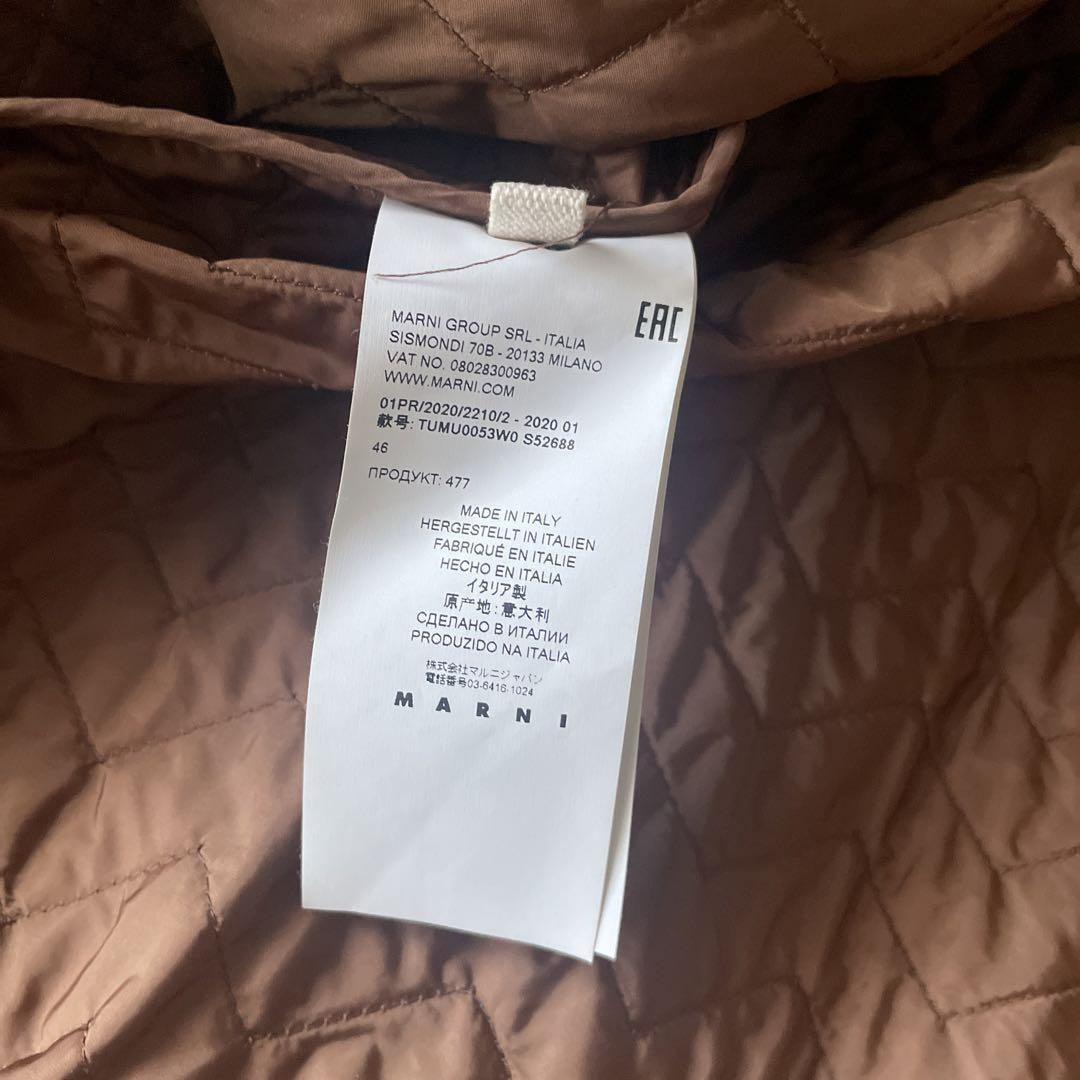 EAC
MARNI GROUP SRL - ITALIA
SISMONDI 70B - 20133 MILANO
VAT NO. 08028300963
WWW.MARNI.COM
01PR/2020/2210/2 - 2020 01
款号: TUMU0053W0 S52688
46
ПРОДУКТ: 477
MADE IN ITALY
HERGESTELLT IN ITALIEN
FABRIQUÉ EN ITALIE
HECHO EN ITALIA
イタリア製
原产地: 意大利
СДЕЛАНО В ИТАЛИИ
PRODUZIDO NA ITALIA
株式会社マルニジャパン
電話番号03-6416-1024
MARNI